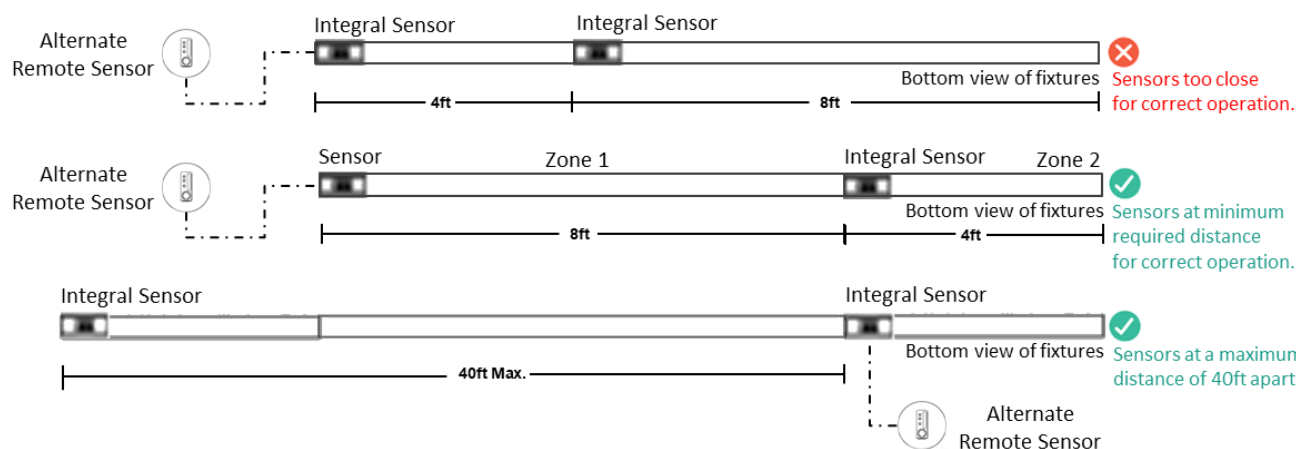 Integral Sensor
Integral Sensor
Alternate
Remote Sensor
Bottom view of fixtures
Sensors too close
for correct operation.
4ft
8ft
Sensor
Zone 1
Integral Sensor
Zone 2
Alternate
Remote Sensor
Bottom view of fixtures
Sensors at minimum
required distance
for correct operation.
8ft
4ft
Integral Sensor
Integral Sensor
Bottom view of fixtures
Sensors at a maximum
distance of 40ft apart
40ft Max.
Alternate
Remote Sensor